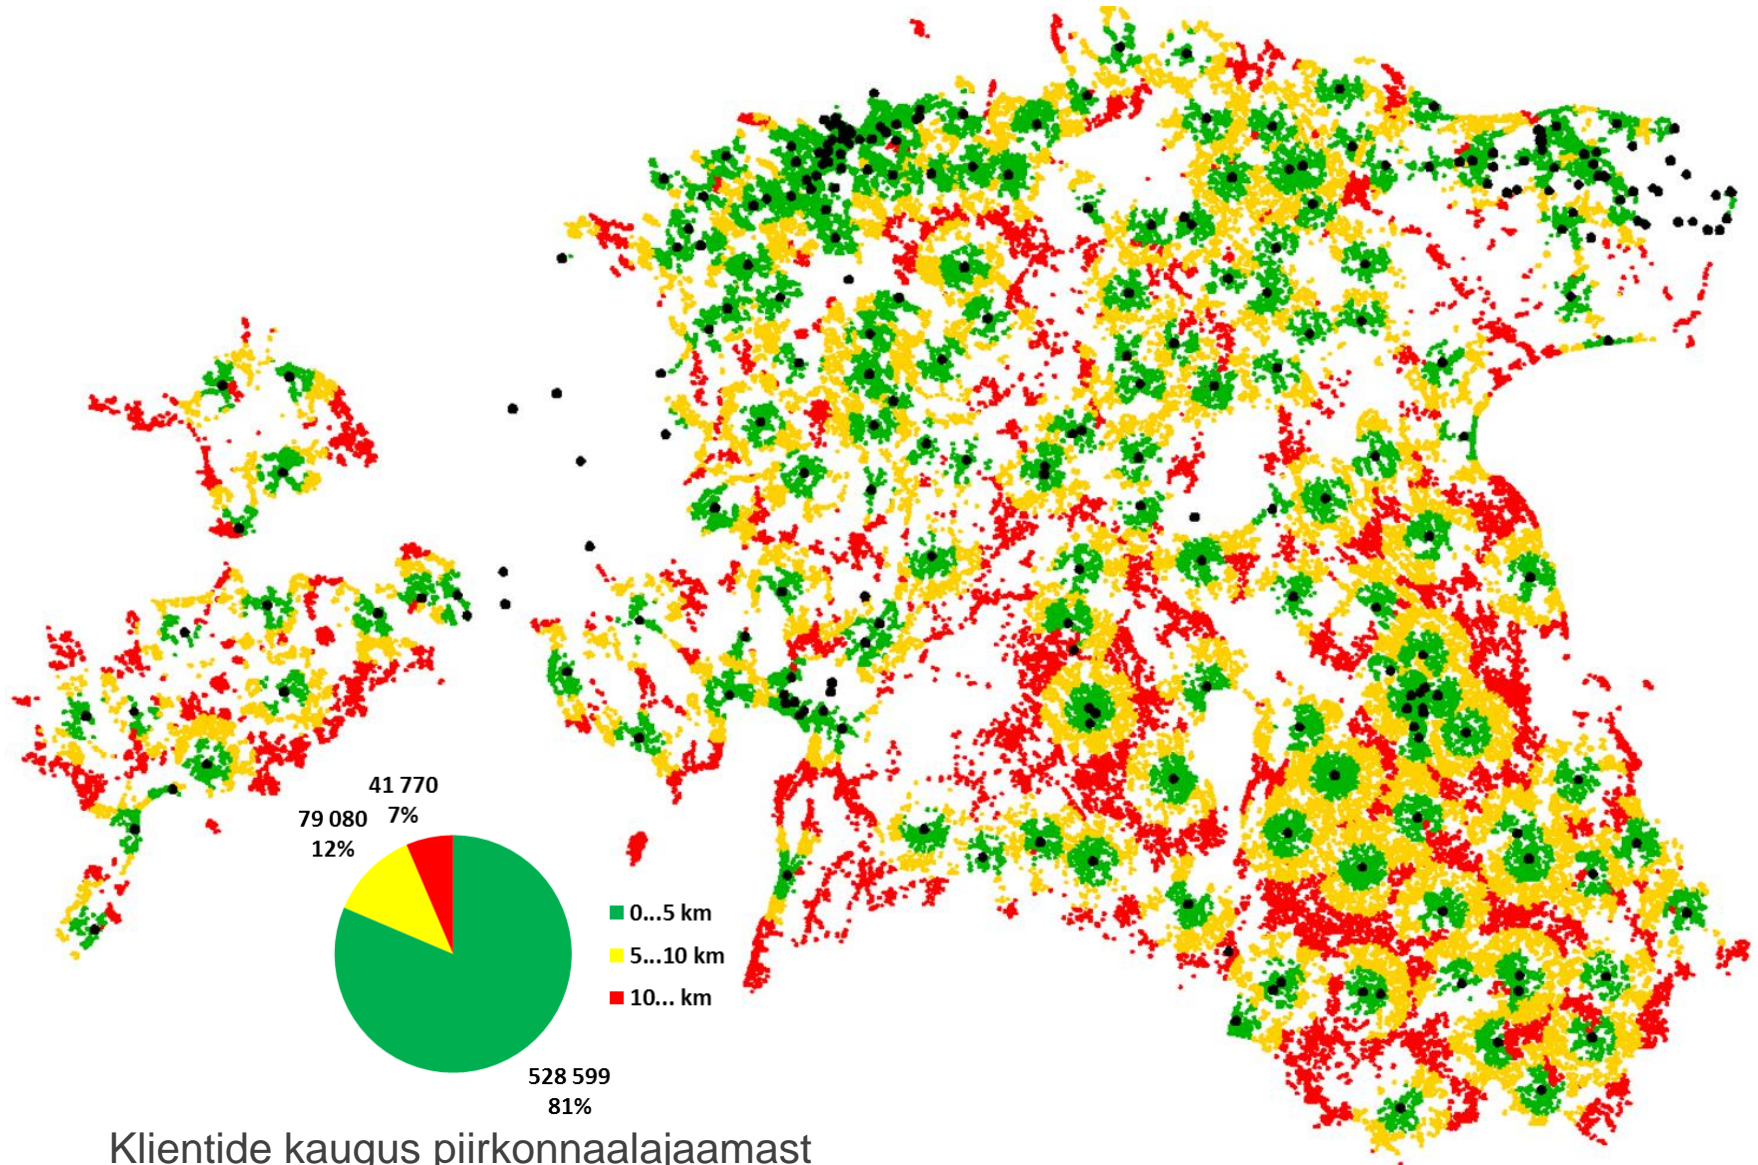 41 770
7%
79 080
12%
0...5 km
5...10 km
10... km
528 599
81%
Klientide kaugus piirkonnaalajaamast